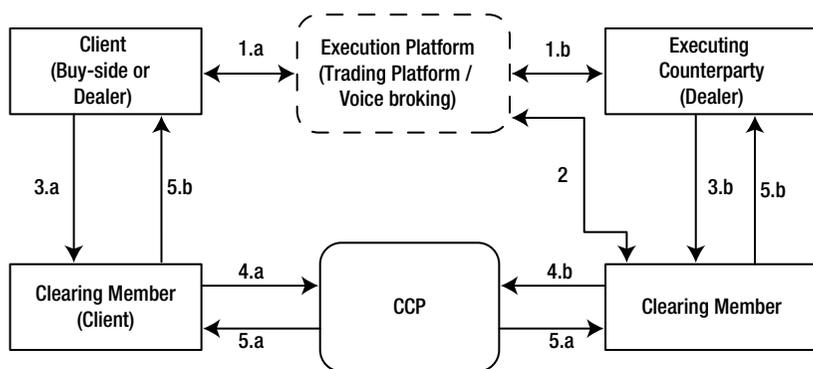 Client
(Buy-side or
Dealer)
1.a
Execution Platform
(Trading Platform /
Voice broking)
1.b
Executing
Counterparty
(Dealer)
3.a
5.b
2
3.b
5.b
Clearing Member
(Client)
4.a
5.a
CCP
4.b
5.a
Clearing Member